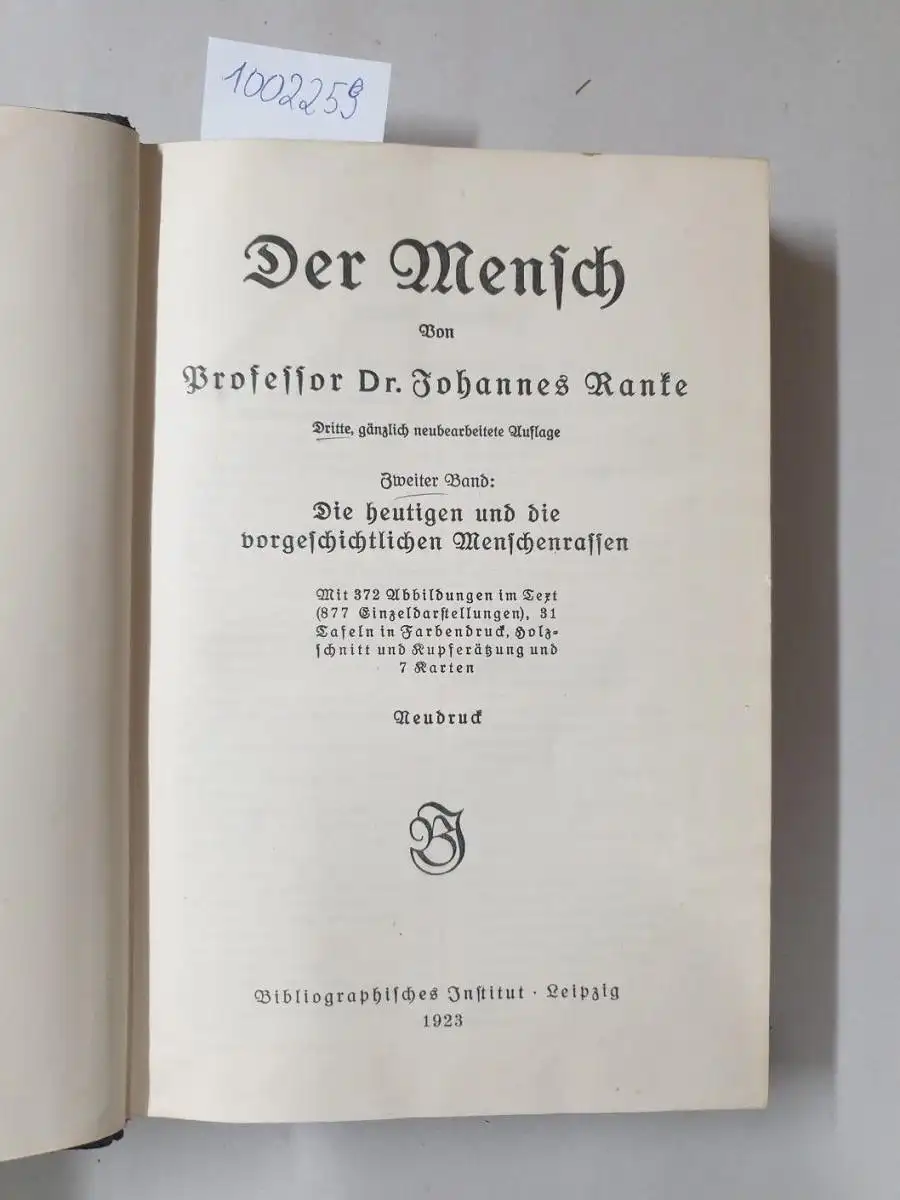 1002259
Der Mensch
Von
Professor Dr. Johannes Ranke
Dritte, gänzlich neubearbeitete Auflage
Zweiter Band:
Die heutigen und die
vorgeschichtlichen Menschenrassen
Mit 372 Abbildungen im Text
(877 Einzeldarstellungen), 31
Tafeln in Farbendruck, Holz-
schnitt und Kupferätzung und
7 Karten
Neudruck
BI
Bibliographisches Institut · Leipzig
1923